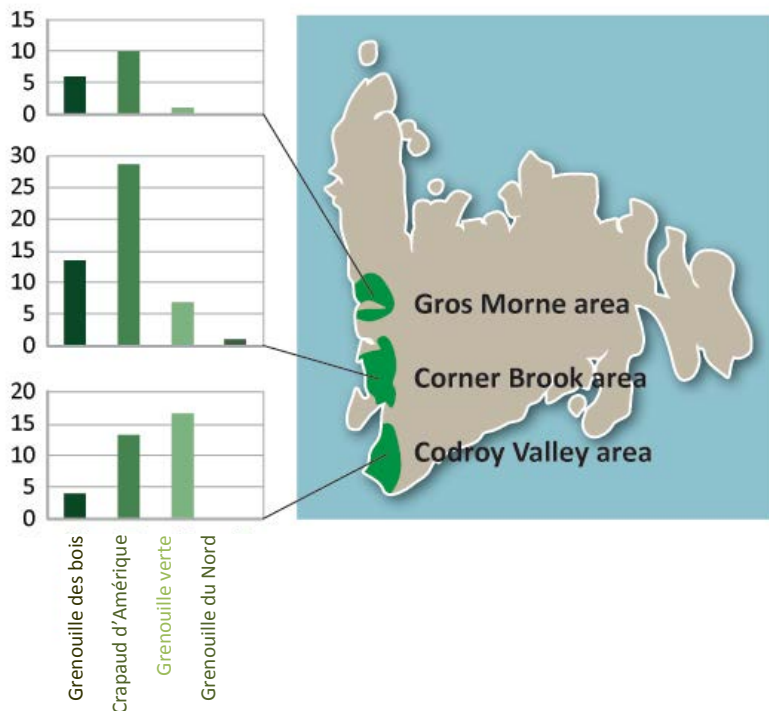 15
10
5
0
30
25
20
15
10
5
0
20
15
10
5
0
Grenouille des bois
Crapaud d'Amérique
Grenouille verte
Grenouille du Nord
Gros Morne area
Corner Brook area
Codroy Valley area